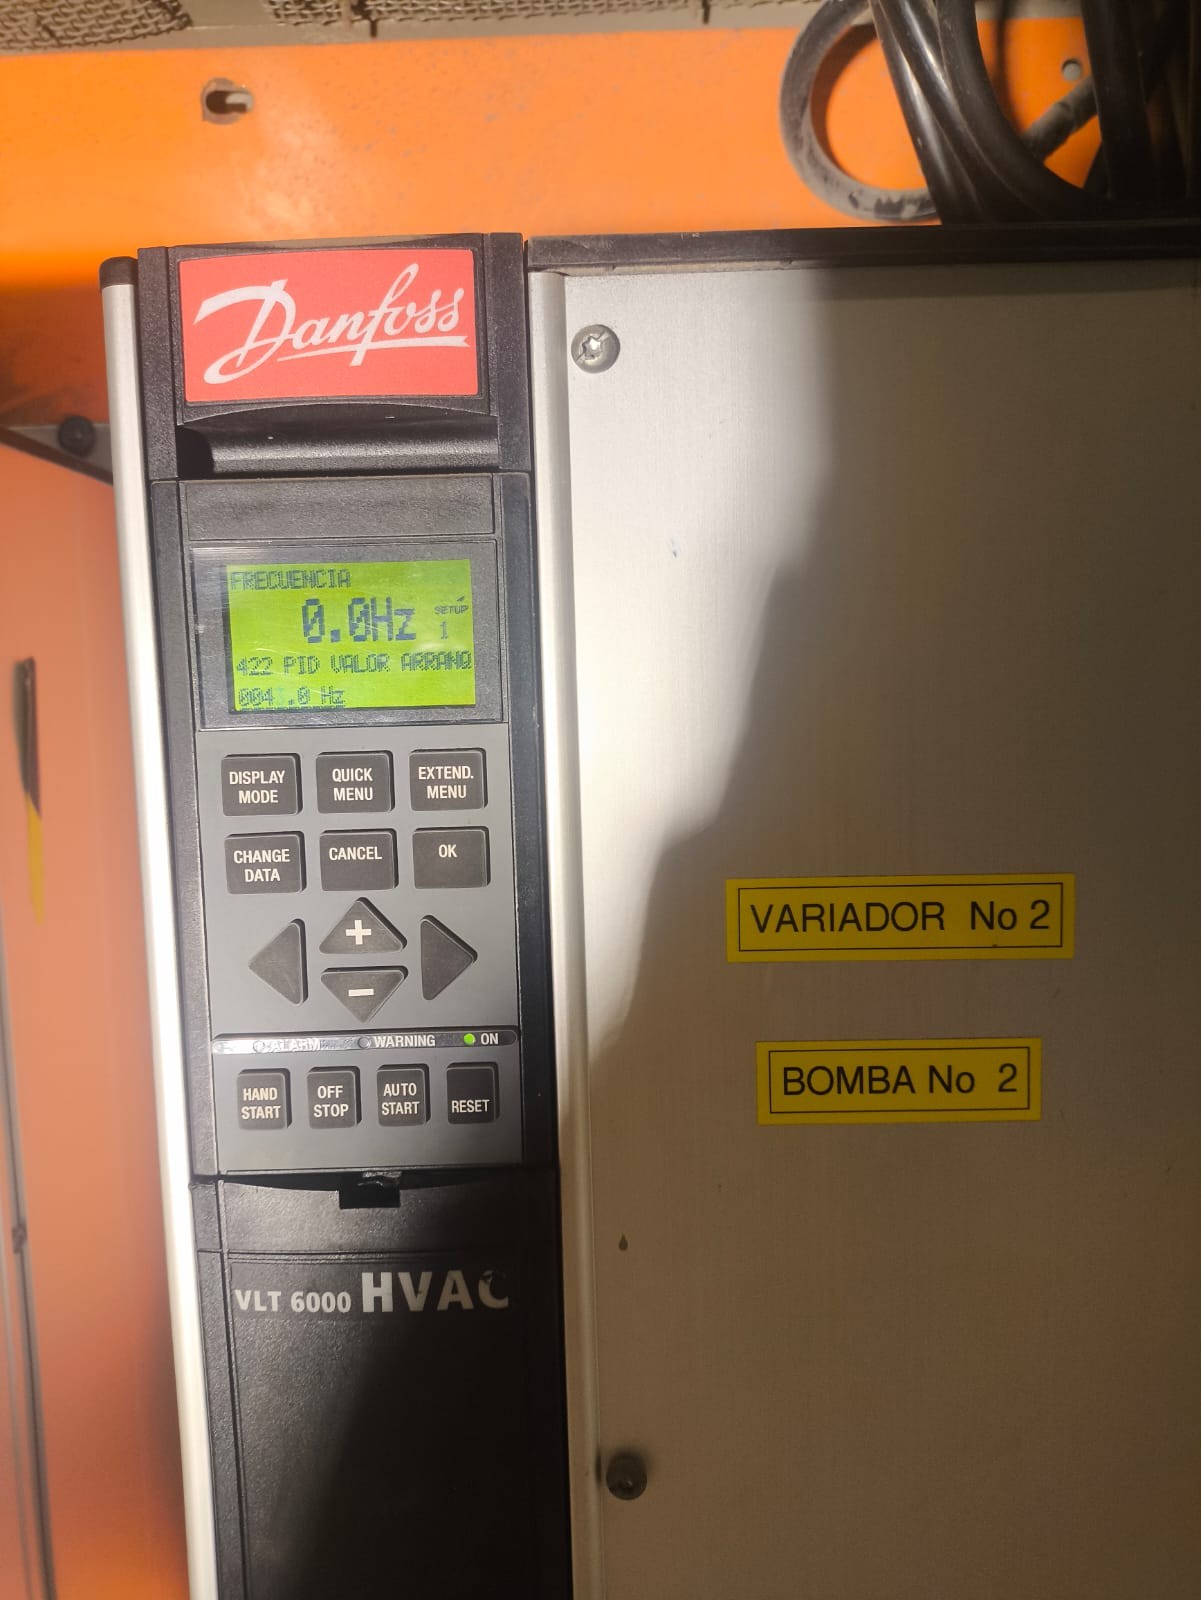 Danfoss
FRECUENCIA
0.0Hz
SETUP
1
422 PID VALOR ARRANQ
DISPLAY MODE
QUICK MENU
EXTEND. MENU
CHANGE DATA
CANCEL
OK
+
-
ALARM
WARNING
ON
HAND START
OFF STOP
AUTO START
RESET
VLT 6000 HVAC
VARIADOR No 2
BOMBA No 2